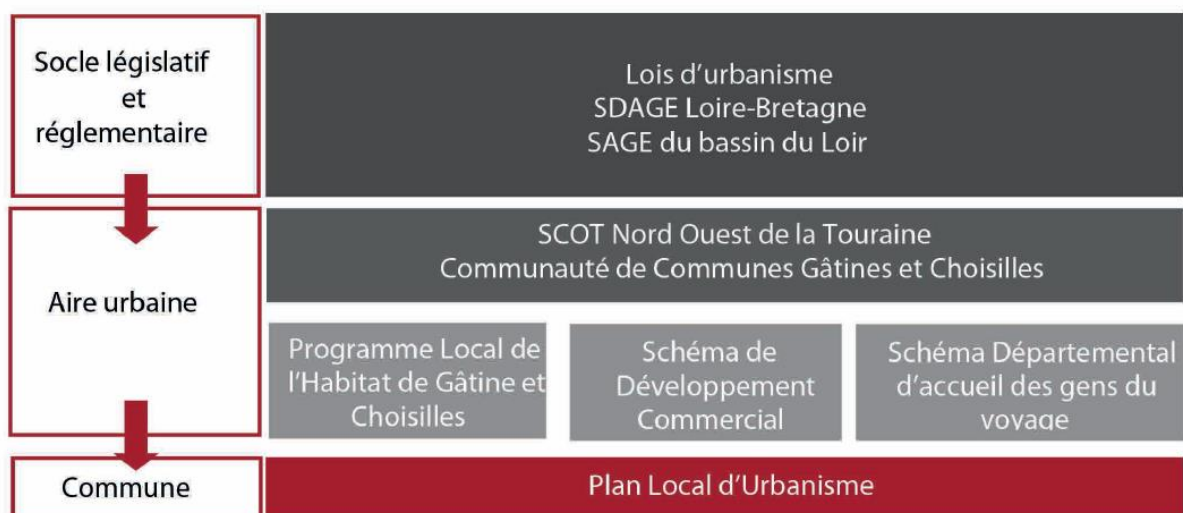 Socle législatif
et
réglementaire
Lois d'urbanisme
SDAGE Loire-Bretagne
SAGE du bassin du Loir
Aire urbaine
SCOT Nord Ouest de la Touraine
Communauté de Communes Gâtines et Choisilles
Programme Local de
l'Habitat de Gâtine et
Choisilles
Schéma de
Développement
Commercial
Schéma Départemental
d'accueil des gens du
voyage
Commune
Plan Local d'Urbanisme